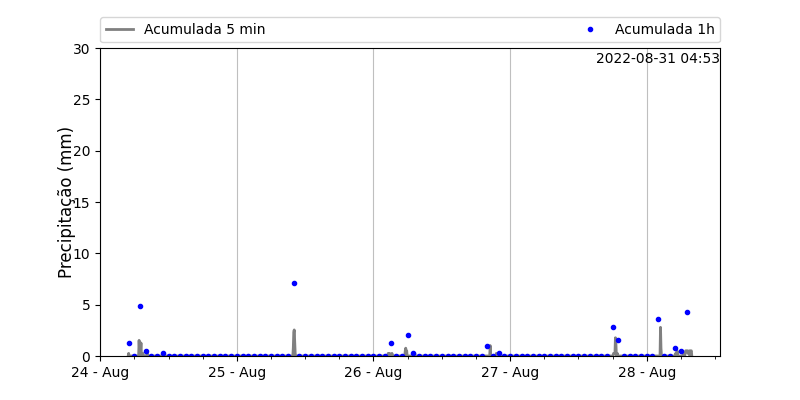 Acumulada 5 min
Acumulada 1h
2022-08-31 04:53
Precipitação (mm)
30
25
20
15
10
5
0
24 - Aug
25 - Aug
26 - Aug
27 - Aug
28 - Aug